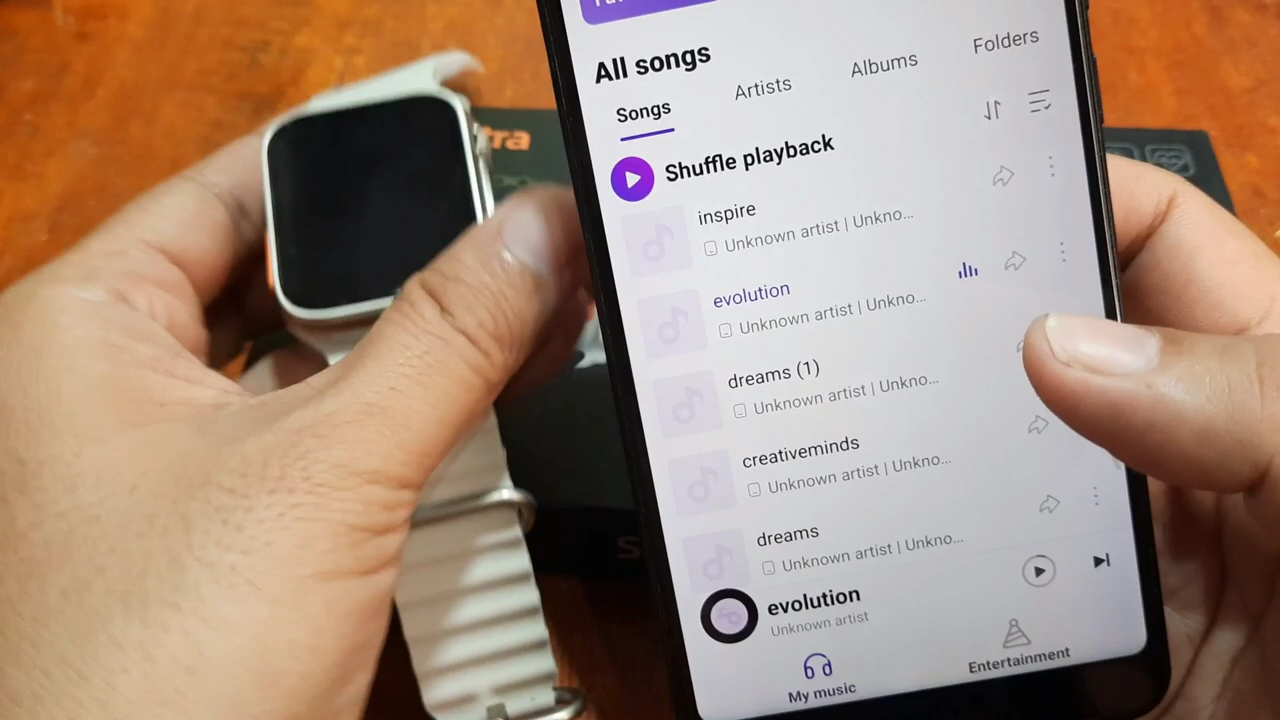 All songs
Songs
Artists
Albums
Folders
Shuffle playback
inspire
Unknown artist | Unkno...
evolution
Unknown artist | Unkno...
dreams (1)
Unknown artist | Unkno...
creativeminds
Unknown artist | Unkno...
dreams
Unknown artist | Unkno...
evolution
Unknown artist
My music
Entertainment